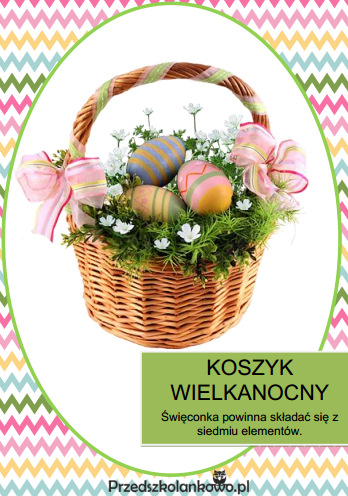 KOSZYK
WIELKANOCNY
Święconka powinna składać się z
siedmiu elementów.
Przedszkolankowo.pl